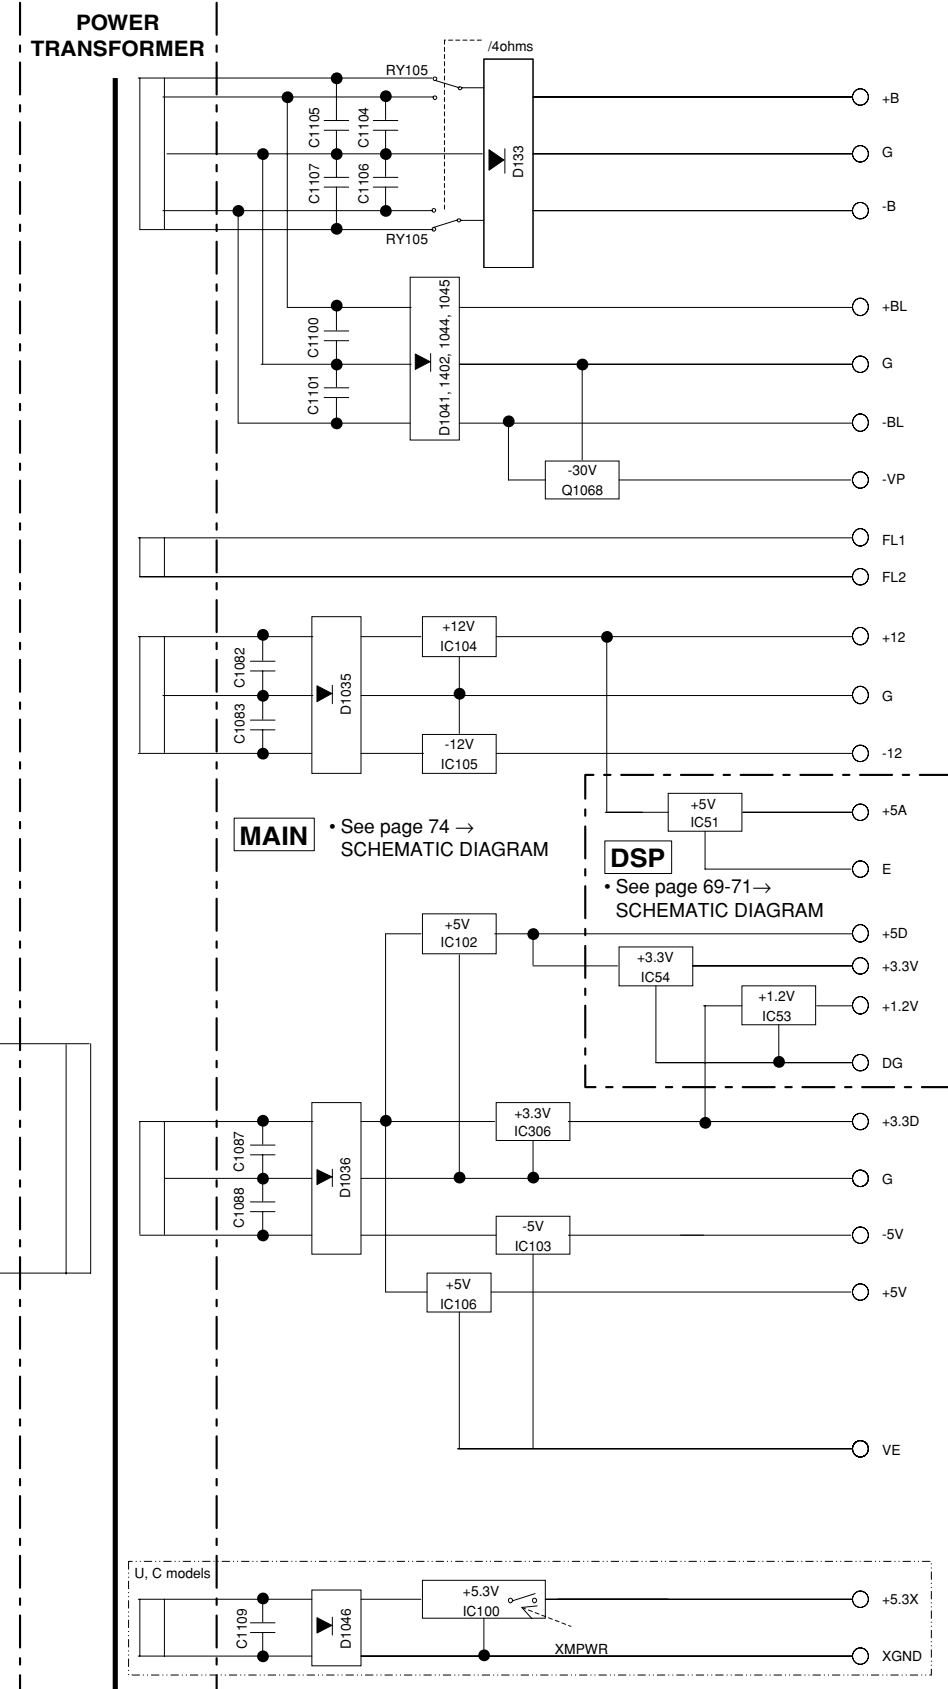 POWER
TRANSFORMER
/4ohms
RY105
C1105
C1104
+B
D133
G
C1107
C1106
-B
RY105
D1041, 1402, 1044, 1045
+BL
C1100
G
C1101
-BL
-30V
Q1068
-VP
FL1
FL2
+12V
IC104
+12
C1082
D1035
G
C1083
-12V
IC105
-12
+5V
IC51
+5A
MAIN
• See page 74 →
SCHEMATIC DIAGRAM
DSP
E
• See page 69-71→
SCHEMATIC DIAGRAM
+5V
IC102
+5D
+3.3V
IC54
+3.3V
+1.2V
IC53
+1.2V
DG
+3.3V
IC306
+3.3D
C1087
D1036
G
C1088
-5V
IC103
-5V
+5V
IC106
+5V
VE
U, C models
+5.3V
IC100
+5.3X
C1109
D1046
XMPWR
XGND